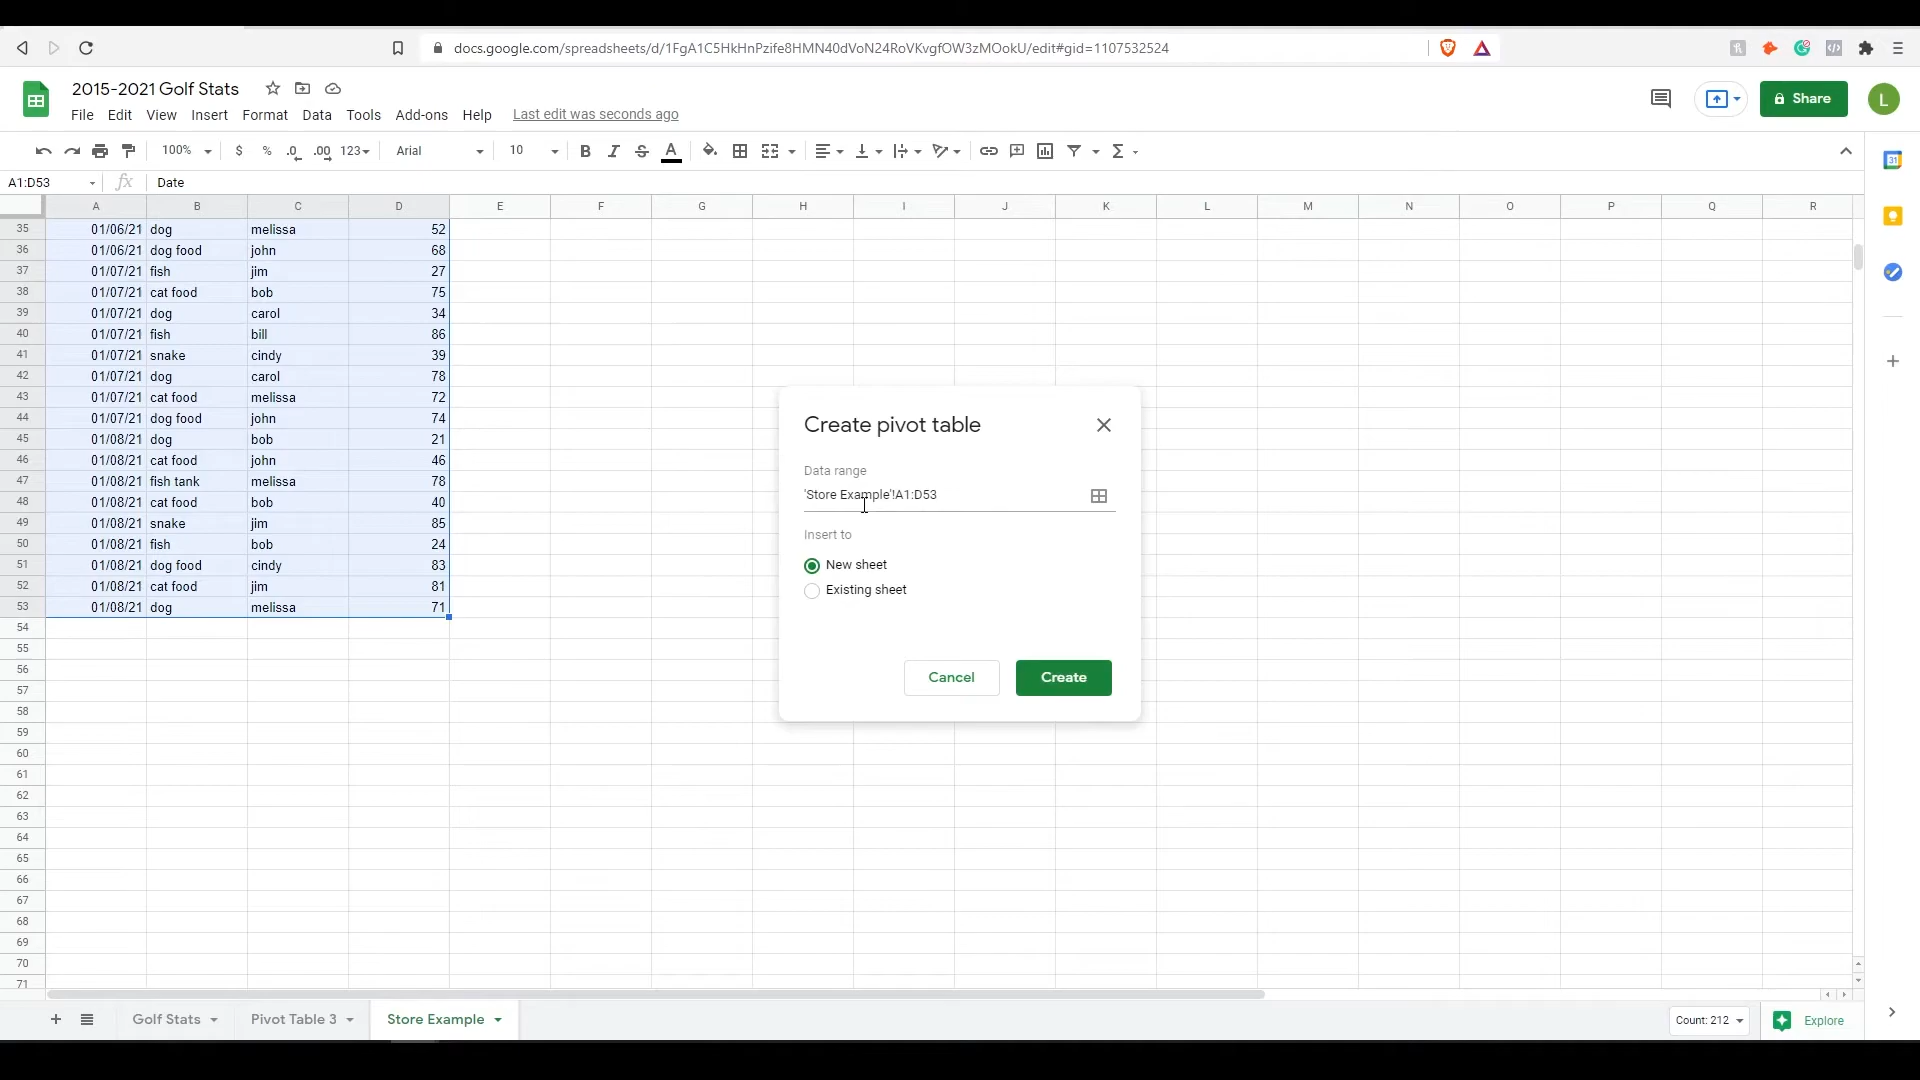 docs.google.com/spreadsheets/d/1FgA1C5HkHnPzife8HMN40dVoN24RoVKvgfOW3zMOokU/edit#gid=1107532524
2015-2021 Golf Stats
File Edit View Insert Format Data Tools Add-ons Help Last edit was seconds ago
Share
L
100% $ % .0 .00 123 Arial 10 B I S A Σ
31
A1:D53 fx Date
A B C D E F G H I J K L M N O P Q R
35 01/06/21 dog melissa 52
36 01/06/21 dog food john 68
37 01/07/21 fish jim 27
38 01/07/21 cat food bob 75
39 01/07/21 dog carol 34
40 01/07/21 fish bill 86
41 01/07/21 snake cindy 39
42 01/07/21 dog carol 78
43 01/07/21 cat food melissa 72
44 01/07/21 dog food john 74
45 01/08/21 dog bob 21
46 01/08/21 cat food john 46
47 01/08/21 fish tank melissa 78
48 01/08/21 cat food bob 40
49 01/08/21 snake jim 85
50 01/08/21 fish bob 24
51 01/08/21 dog food cindy 83
52 01/08/21 cat food jim 81
53 01/08/21 dog melissa 71
54
55
56
57
58
59
60
61
62
63
64
65
66
67
68
69
70
71
Create pivot table
Data range
'Store Example'!A1:D53
Insert to
New sheet
Existing sheet
Cancel Create
Golf Stats Pivot Table 3 Store Example Count: 212 Explore